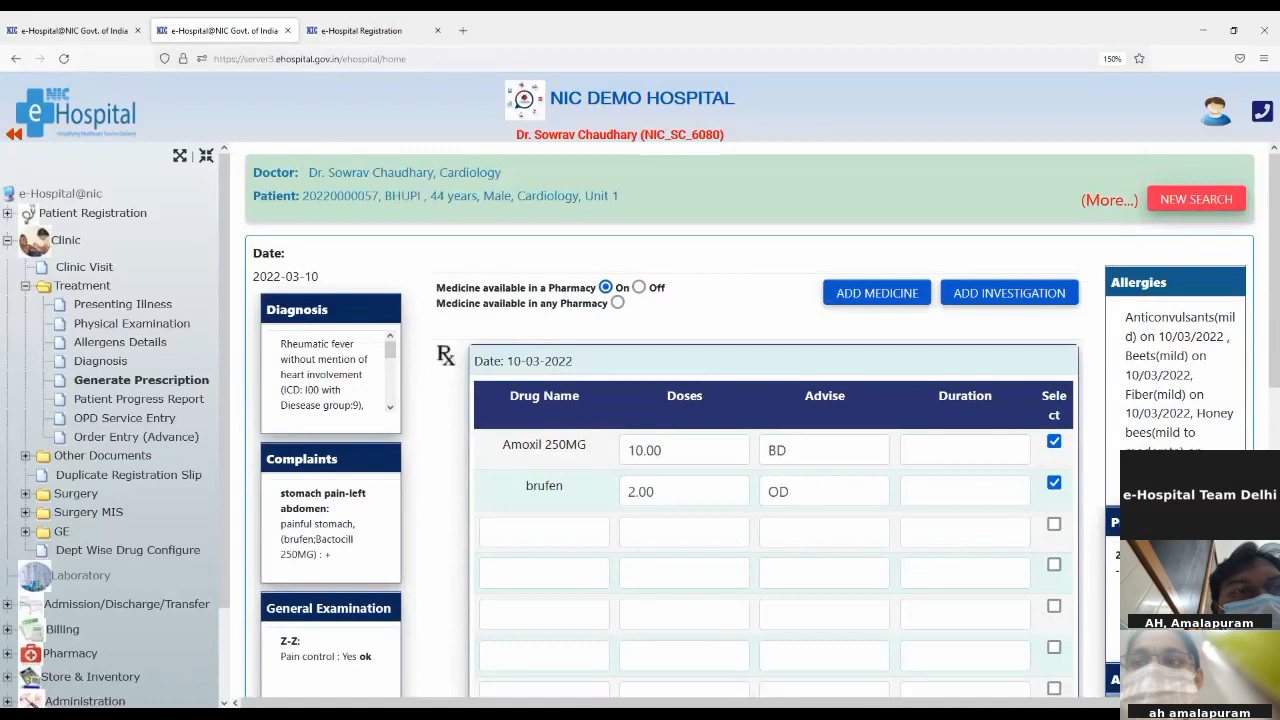 e-Hospital@NIC Govt. of India
e-Hospital@NIC Govt. of India
e-Hospital Registration
https://server3.ehospital.gov.in/ehospital/home
150%
NIC
e Hospital
NIC DEMO HOSPITAL
Dr. Sowrav Chaudhary (NIC_SC_6080)
e-Hospital@nic
Patient Registration
Clinic
Clinic Visit
Treatment
Presenting Illness
Physical Examination
Allergens Details
Diagnosis
Generate Prescription
Patient Progress Report
OPD Service Entry
Order Entry (Advance)
Other Documents
Duplicate Registration Slip
Surgery
Surgery MIS
GE
Dept Wise Drug Configure
Laboratory
Admission/Discharge/Transfer
Billing
Pharmacy
Store & Inventory
Administration
Doctor: Dr. Sowrav Chaudhary, Cardiology
Patient: 20220000057, BHUPI , 44 years, Male, Cardiology, Unit 1
(More...)
NEW SEARCH
Date:
2022-03-10
Diagnosis
Rheumatic fever
without mention of
heart involvement
(ICD: I00 with
Diesease group:9),
Complaints
stomach pain-left
abdomen:
painful stomach,
(brufen;Bactocill
250MG) : +
General Examination
Z-Z:
Pain control : Yes ok
Medicine available in a Pharmacy On Off
Medicine available in any Pharmacy
ADD MEDICINE
ADD INVESTIGATION
Rx
Date: 10-03-2022
Drug Name Doses Advise Duration Sele
ct
Amoxil 250MG 10.00 BD
brufen 2.00 OD
Allergies
Anticonvulsants(mil
d) on 10/03/2022 ,
Beets(mild) on
10/03/2022,
Fiber(mild) on
10/03/2022, Honey
bees(mild to
e-Hospital Team Delhi
AH, Amalapuram
ah amalapuram